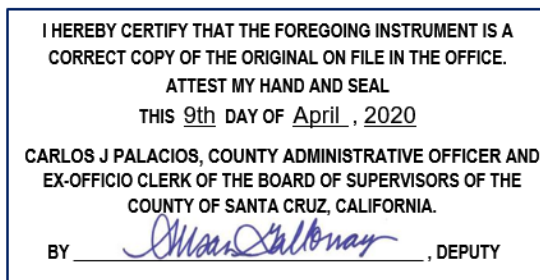 I HEREBY CERTIFY THAT THE FOREGOING INSTRUMENT IS A
CORRECT COPY OF THE ORIGINAL ON FILE IN THE OFFICE.
ATTEST MY HAND AND SEAL
THIS 9th DAY OF April , 2020
CARLOS J PALACIOS, COUNTY ADMINISTRATIVE OFFICER AND
EX-OFFICIO CLERK OF THE BOARD OF SUPERVISORS OF THE
COUNTY OF SANTA CRUZ, CALIFORNIA.
BY Susan Galloway , DEPUTY